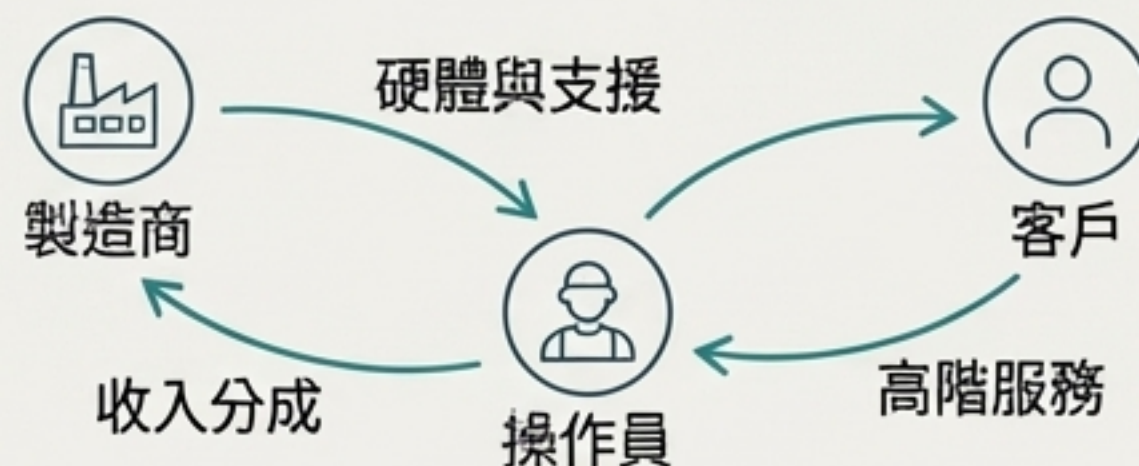 硬體與支援
製造商
客戶
收入分成
高階服務
操作員